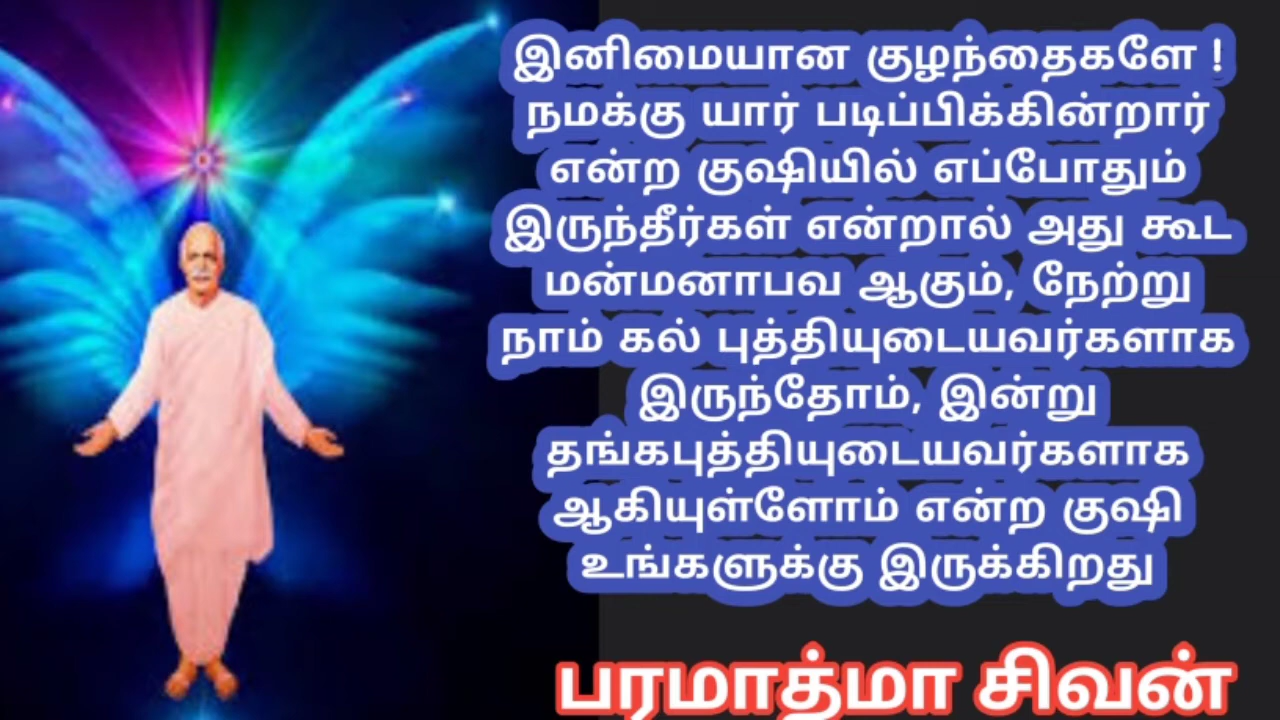 இனிமையான குழந்தைகளே !
நமக்கு யார் படிப்பிக்கின்றார்
என்ற குஷியில் எப்போதும்
இருந்தீர்கள் என்றால் அது கூட
மன்மனாபவ ஆகும், நேற்று
நாம் கல் புத்தியுடையவர்களாக
இருந்தோம், இன்று
தங்கபுத்தியுடையவர்களாக
ஆகியுள்ளோம் என்ற குஷி
உங்களுக்கு இருக்கிறது
பரமாத்மா சிவன்